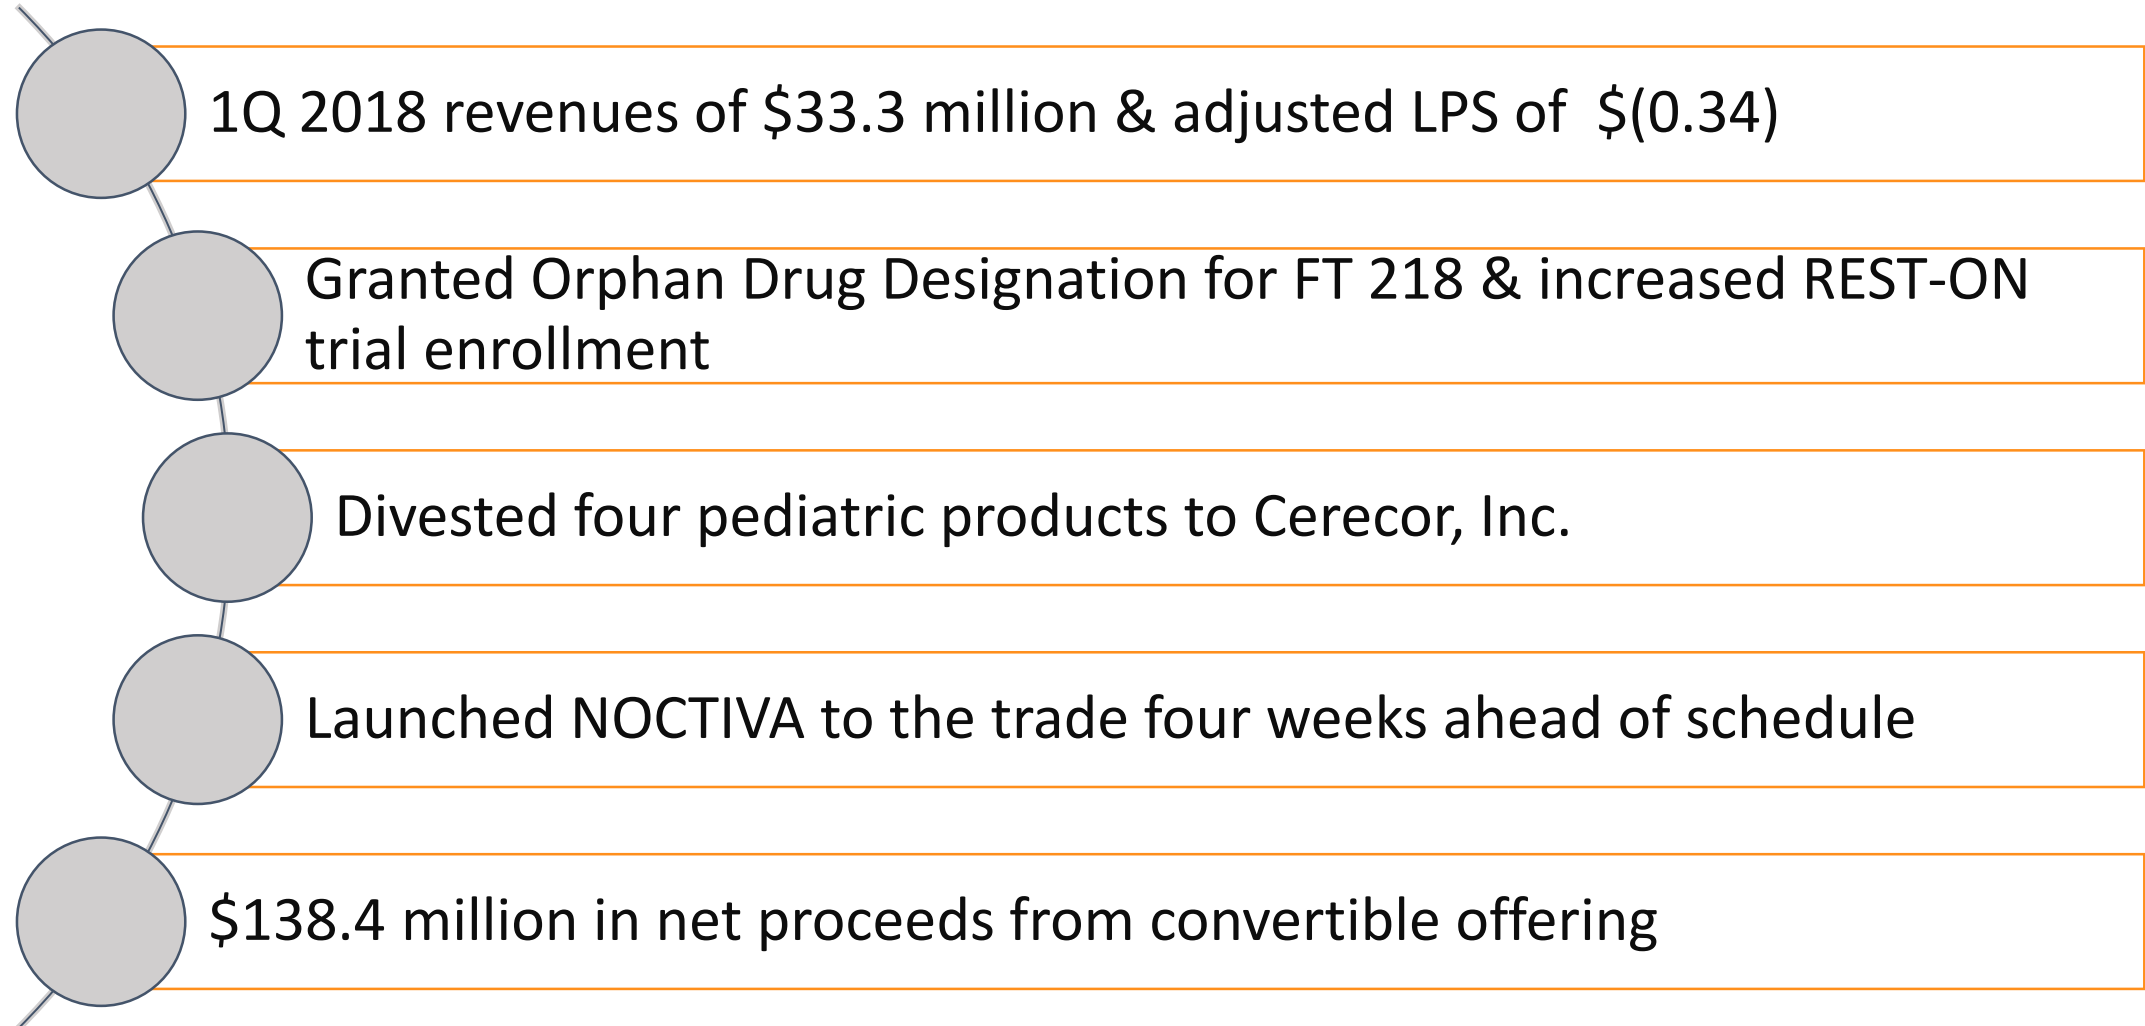 1Q 2018 revenues of $33.3 million & adjusted LPS of  $(0.34)
Granted Orphan Drug Designation for FT 218 & increased REST-ON
trial enrollment
Divested four pediatric products to Cerecor, Inc.
Launched NOCTIVA to the trade four weeks ahead of schedule
$138.4 million in net proceeds from convertible offering